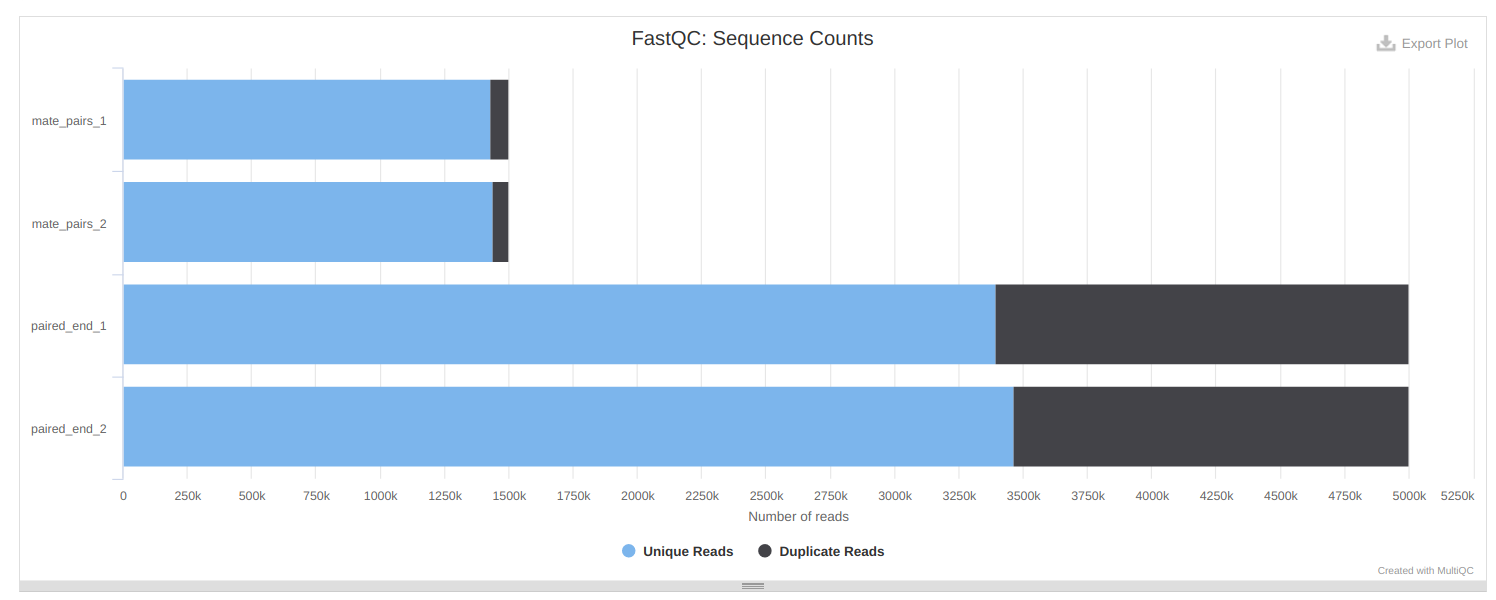 FastQC: Sequence Counts
Export Plot
mate_pairs_1
mate_pairs_2
paired_end_1
paired_end_2
0 250k 500k 750k 1000k 1250k 1500k 1750k 2000k 2250k 2500k 2750k 3000k 3250k 3500k 3750k 4000k 4250k 4500k 4750k 5000k 5250k
Number of reads
Unique Reads Duplicate Reads
Created with MultiQC